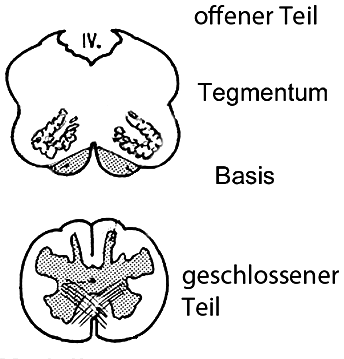 offener Teil
IV.
Tegmentum
Basis
geschlossener
Teil